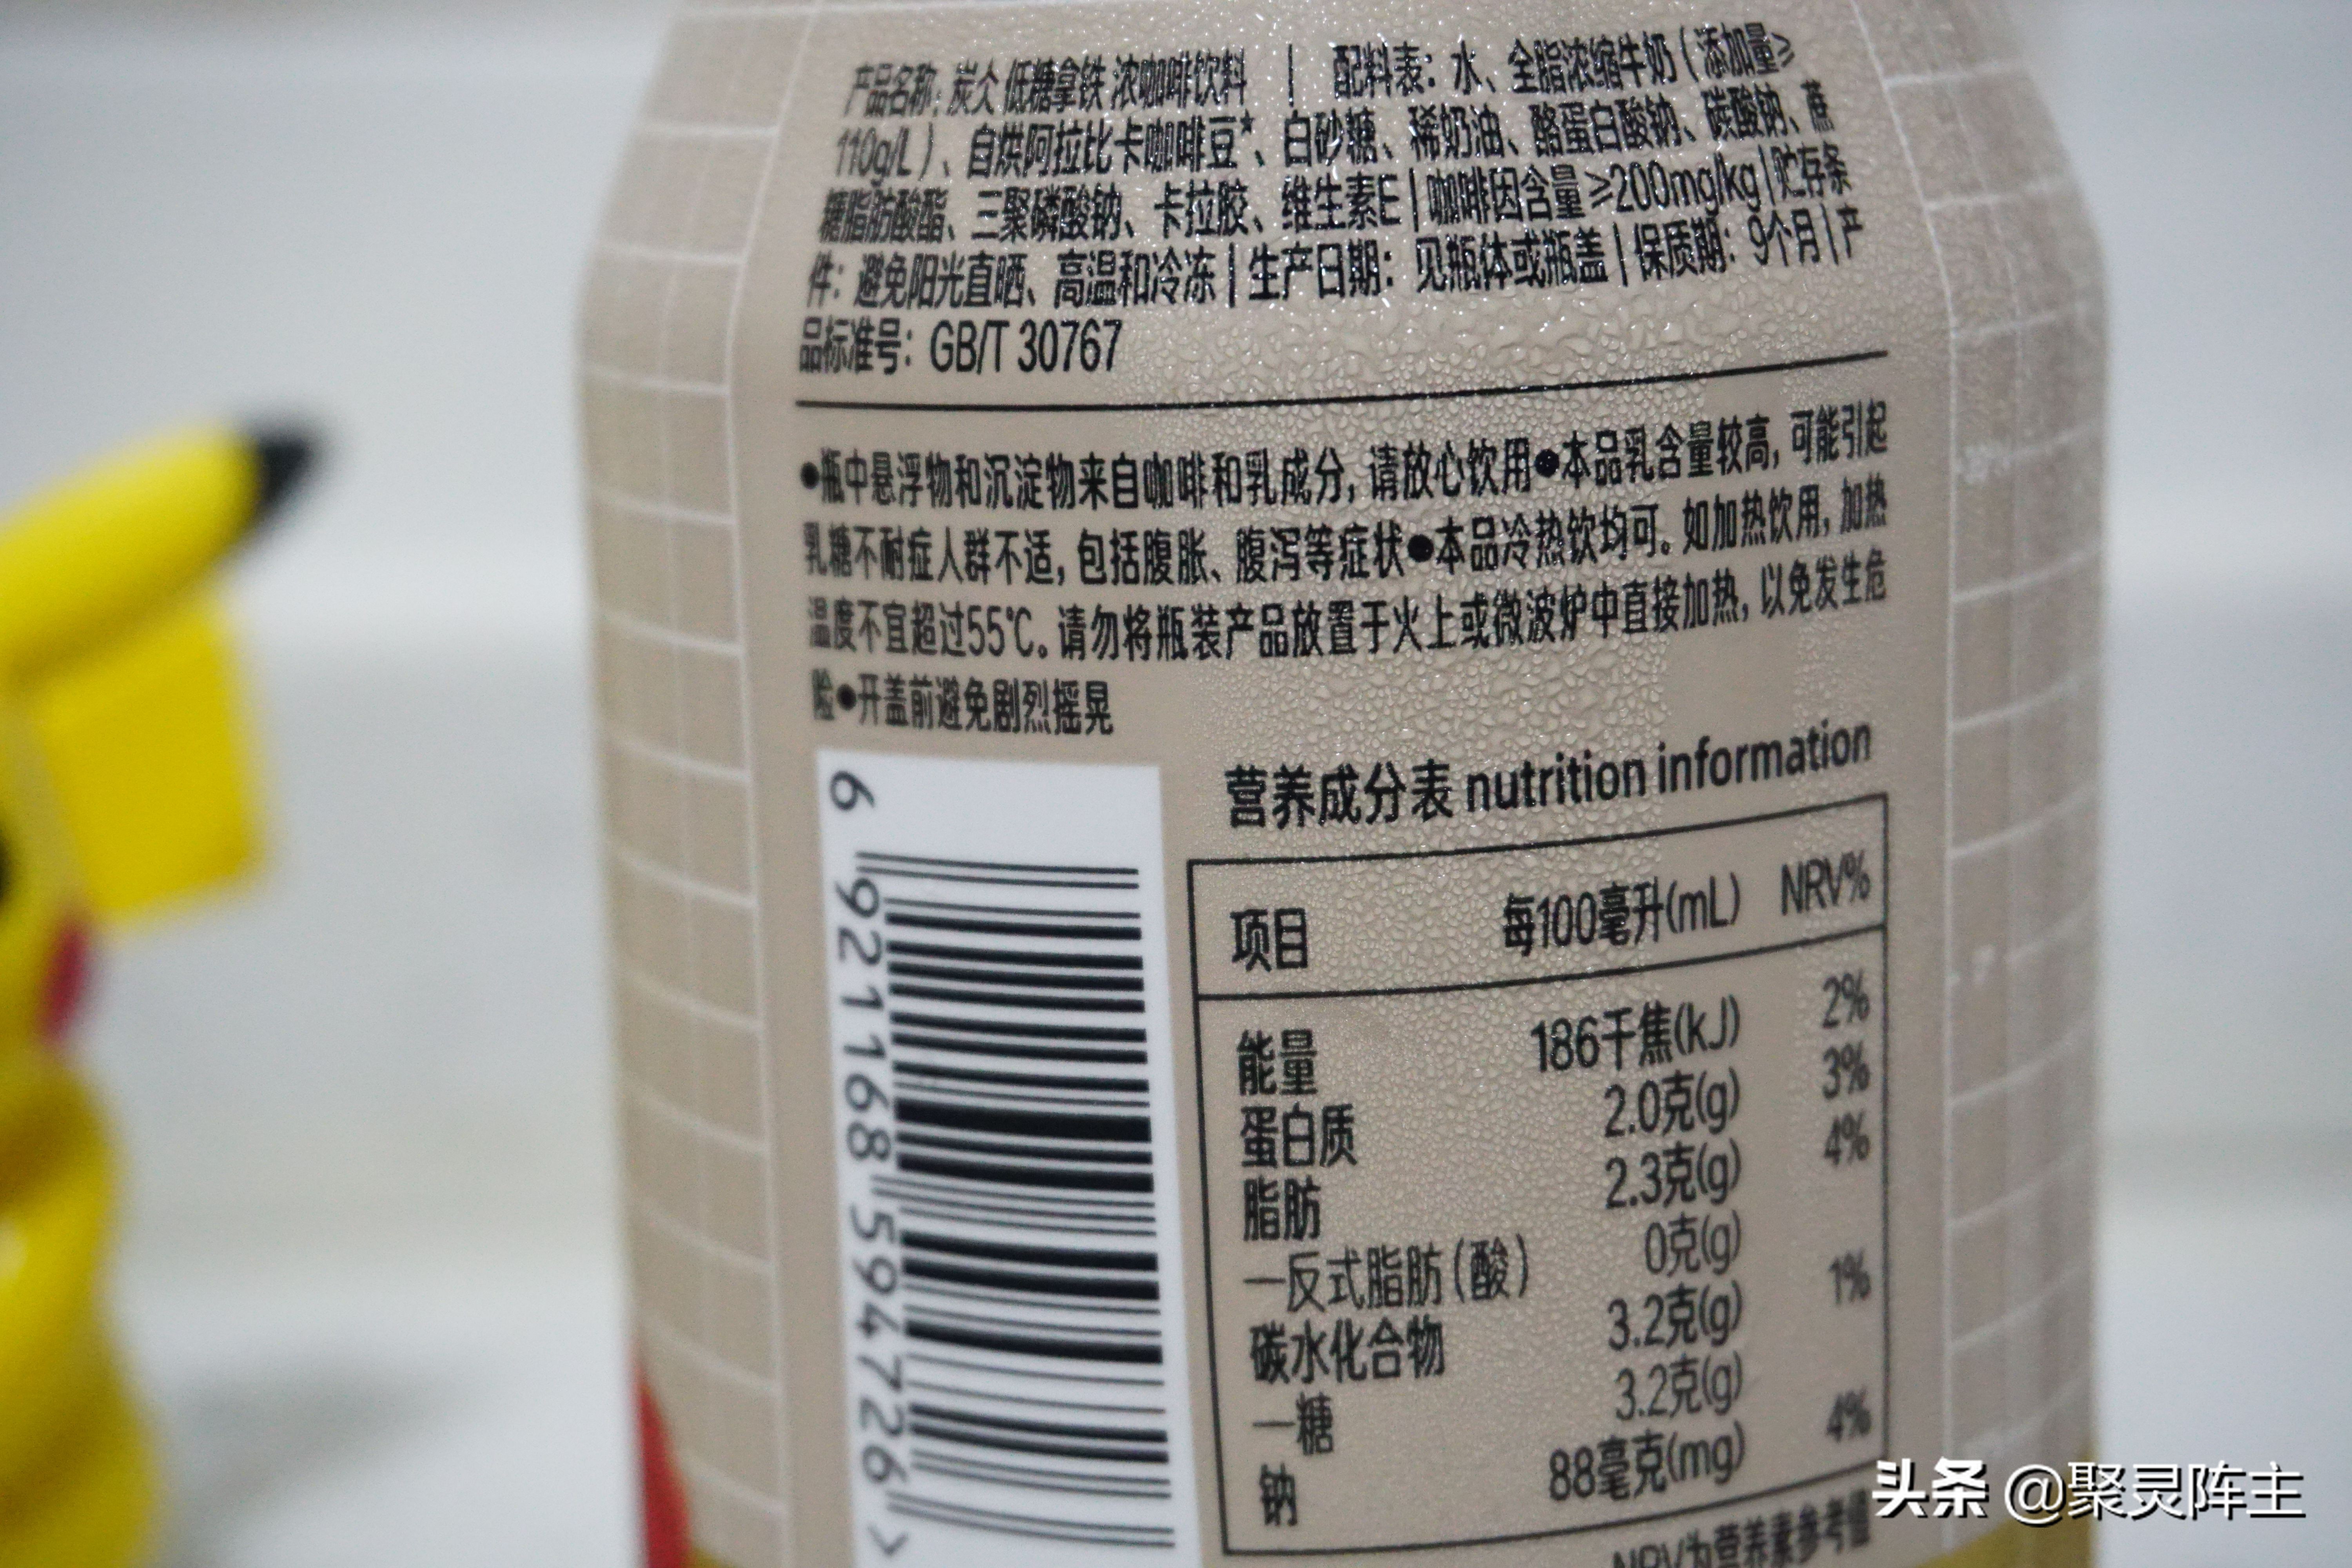 产品名称：炭仌 低糖拿铁 浓咖啡饮料 | 配料表：水、全脂浓缩牛奶（添加量≥
110g/L）、自烘阿拉比卡咖啡豆*、白砂糖、稀奶油、酪蛋白酸钠、碳酸钠、蔗
糖脂肪酸酯、三聚磷酸钠、卡拉胶、维生素E | 咖啡因含量≥200mg/kg | 贮存条
件：避免阳光直晒、高温和冷冻 | 生产日期：见瓶体或瓶盖 | 保质期：9个月 | 产
品标准号：GB/T 30767
●瓶中悬浮物和沉淀物来自咖啡和乳成分，请放心饮用●本品乳含量较高，可能引起
乳糖不耐症人群不适，包括腹胀、腹泻等症状●本品冷热饮均可。如加热饮用，加热
温度不宜超过55℃。请勿将瓶装产品放置于火上或微波炉中直接加热，以免发生危
险●开盖前避免剧烈摇晃
6 921168 594726 >
营养成分表 nutrition information
项目 每100毫升(mL) NRV%
能量 186千焦(kJ) 2%
蛋白质 2.0克(g) 3%
脂肪 2.3克(g) 4%
—反式脂肪（酸） 0克(g)
碳水化合物 3.2克(g) 1%
—糖 3.2克(g)
钠 88毫克(mg) 4%
NRV为营养素参考值
头条 @聚灵阵主